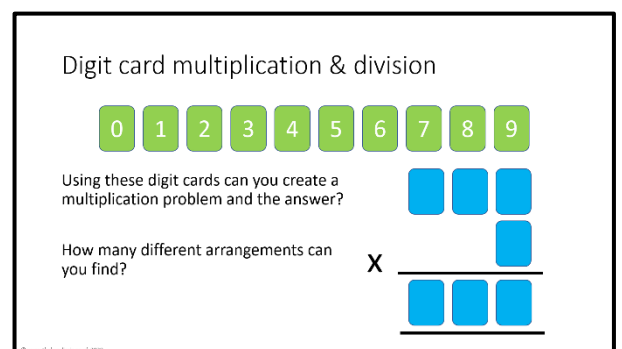 Digit card multiplication & division
0 1 2 3 4 5 6 7 8 9
Using these digit cards can you create a
multiplication problem and the answer?
How many different arrangements can
you find?
X